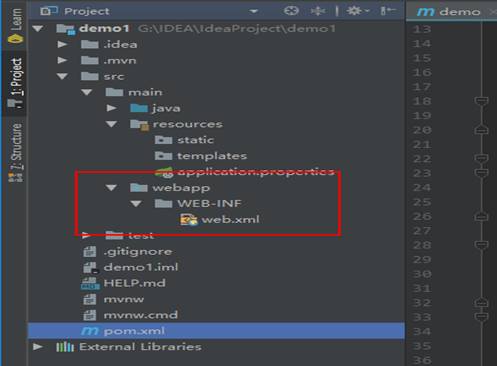 Project
demo
Learn
1: Project
7: Structure
demo1 G:\IDEA\IdeaProject\demo1
.idea
.mvn
src
main
java
resources
static
templates
application.properties
webapp
WEB-INF
web.xml
test
.gitignore
demo1.iml
HELP.md
mvnw
mvnw.cmd
pom.xml
External Libraries
13
14
15
16
17
18
19
20
21
22
23
24
25
26
27
28
29
30
31
32
33
34
35
36